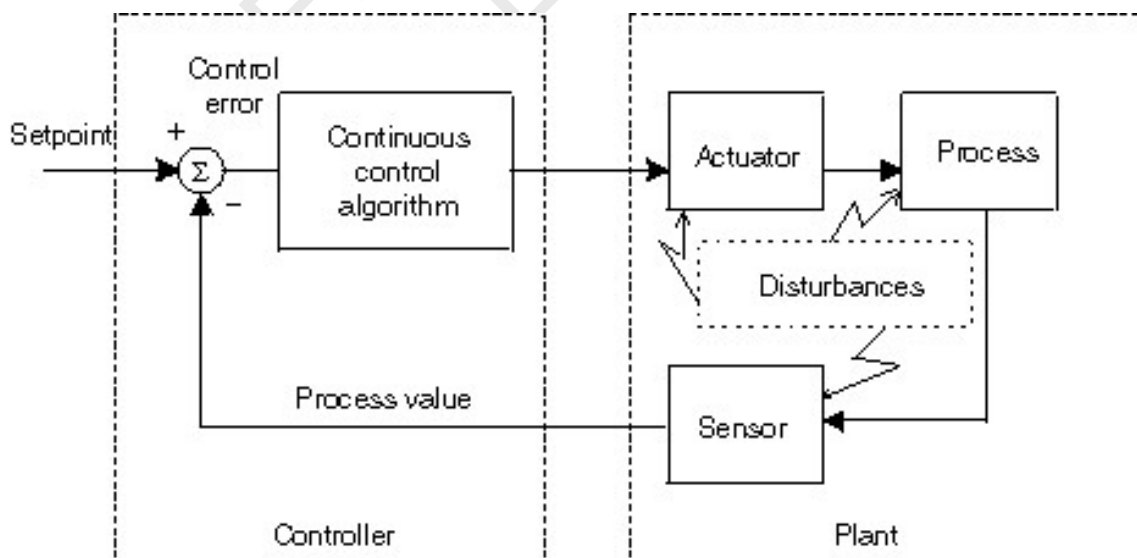 Control
error
Setpoint
+
Σ
−
Continuous
control
algorithm
Actuator
Process
Disturbances
Process value
Sensor
Controller
Plant